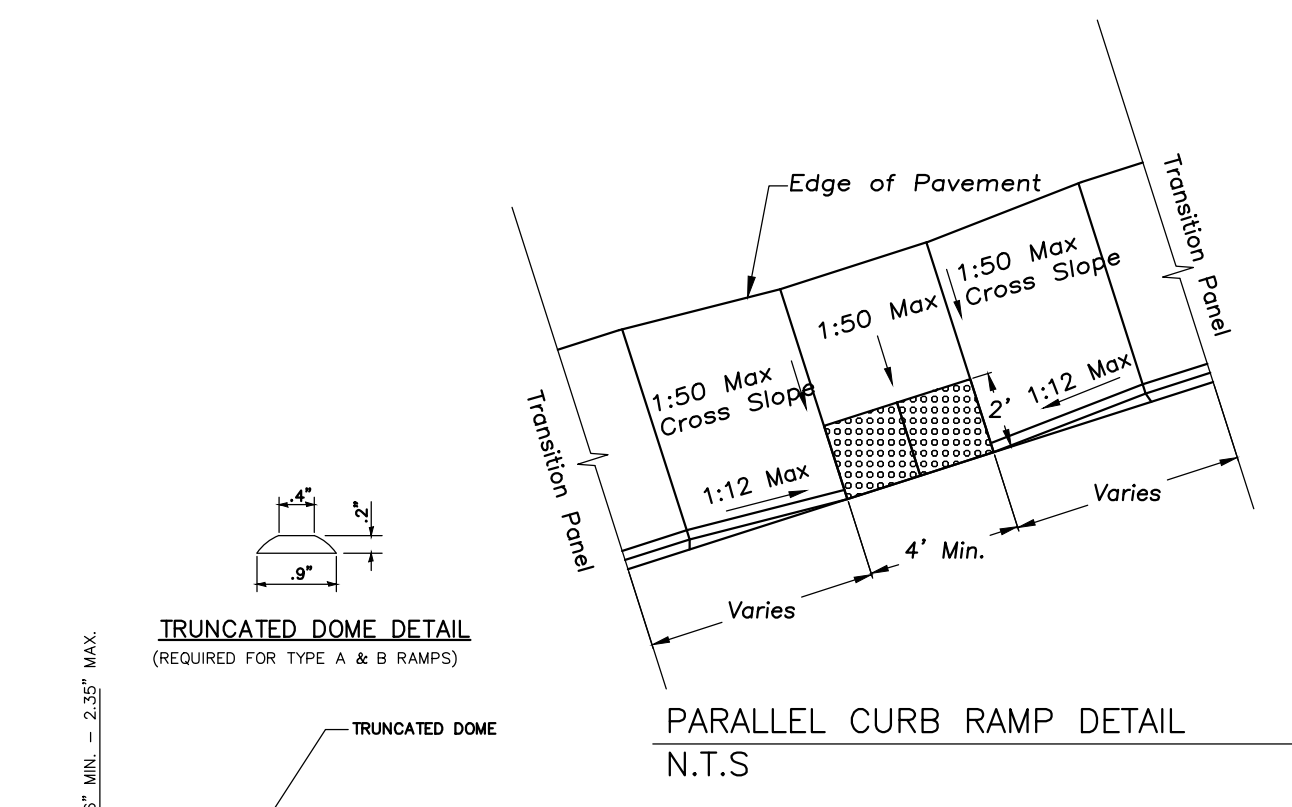 Edge of Pavement
Transition Panel
1:50 Max
Cross Slope
1:50 Max
1:50 Max
Cross Slope
1:12 Max
2'
1:12 Max
Transition Panel
Varies
4' Min.
Varies
.4"
.2"
.9"
TRUNCATED DOME DETAIL
(REQUIRED FOR TYPE A & B RAMPS)
MIN. – 2.35" MAX.
TRUNCATED DOME
PARALLEL CURB RAMP DETAIL
N.T.S